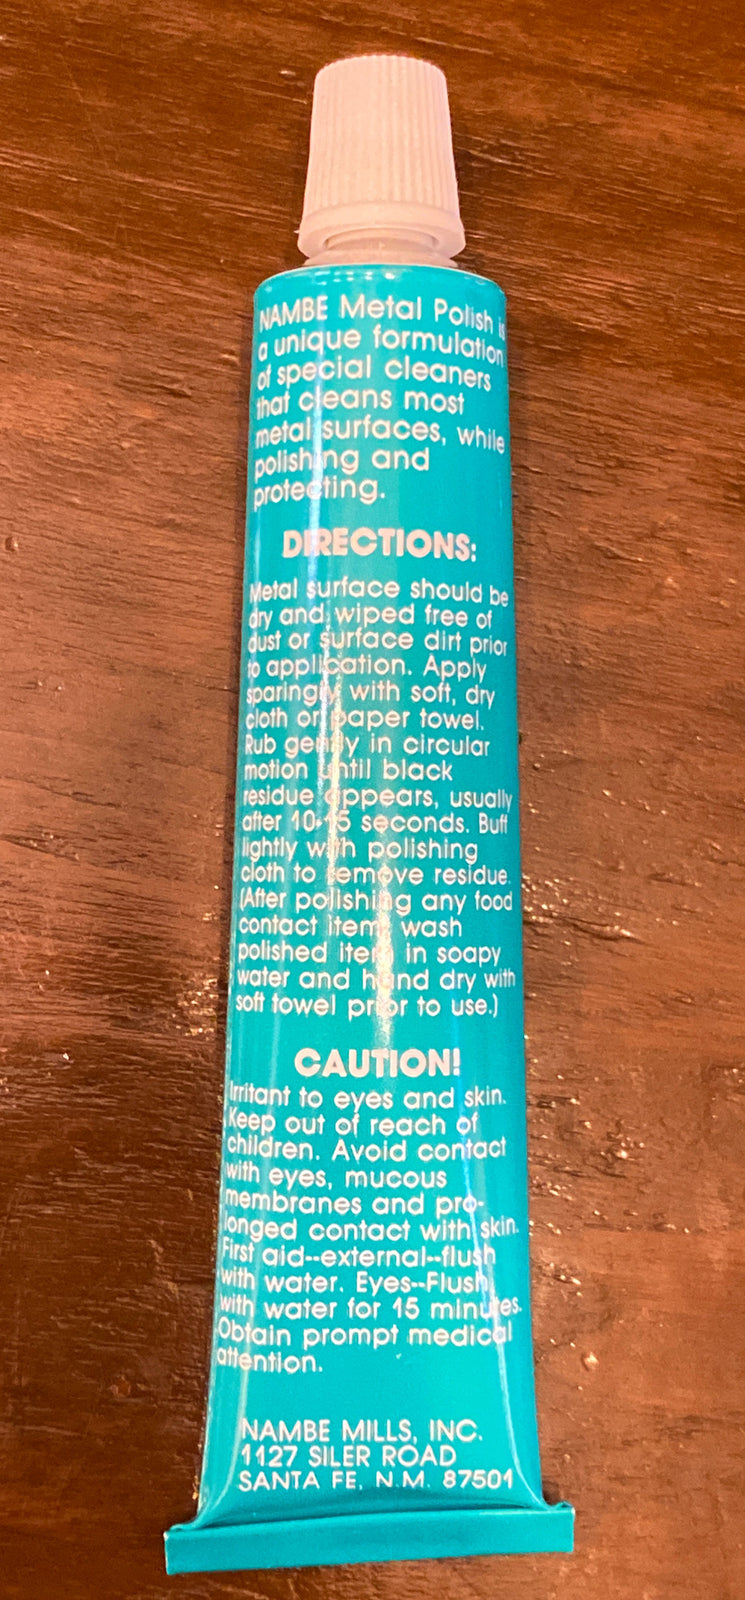 NAMBE Metal Polish is
a unique formulation
of special cleaners
that cleans most
metal surfaces, while
polishing and
protecting.
DIRECTIONS:
Metal surface should be
dry and wiped free of
dust or surface dirt prior
to application. Apply
sparingly with soft, dry
cloth or paper towel.
Rub gently in circular
motion until black
residue appears, usually
after 10-15 seconds. Buff
lightly with polishing
cloth to remove residue.
(After polishing any food
contact items wash
polished item in soapy
water and hand dry with
soft towel prior to use.)
CAUTION!
Irritant to eyes and skin.
Keep out of reach of
children. Avoid contact
with eyes, mucous
membranes and pro-
longed contact with skin.
First aid--external--flush
with water. Eyes--Flush
with water for 15 minutes.
Obtain prompt medical
attention.
NAMBE MILLS, INC.
1127 SILER ROAD
SANTA FE, N.M. 87501